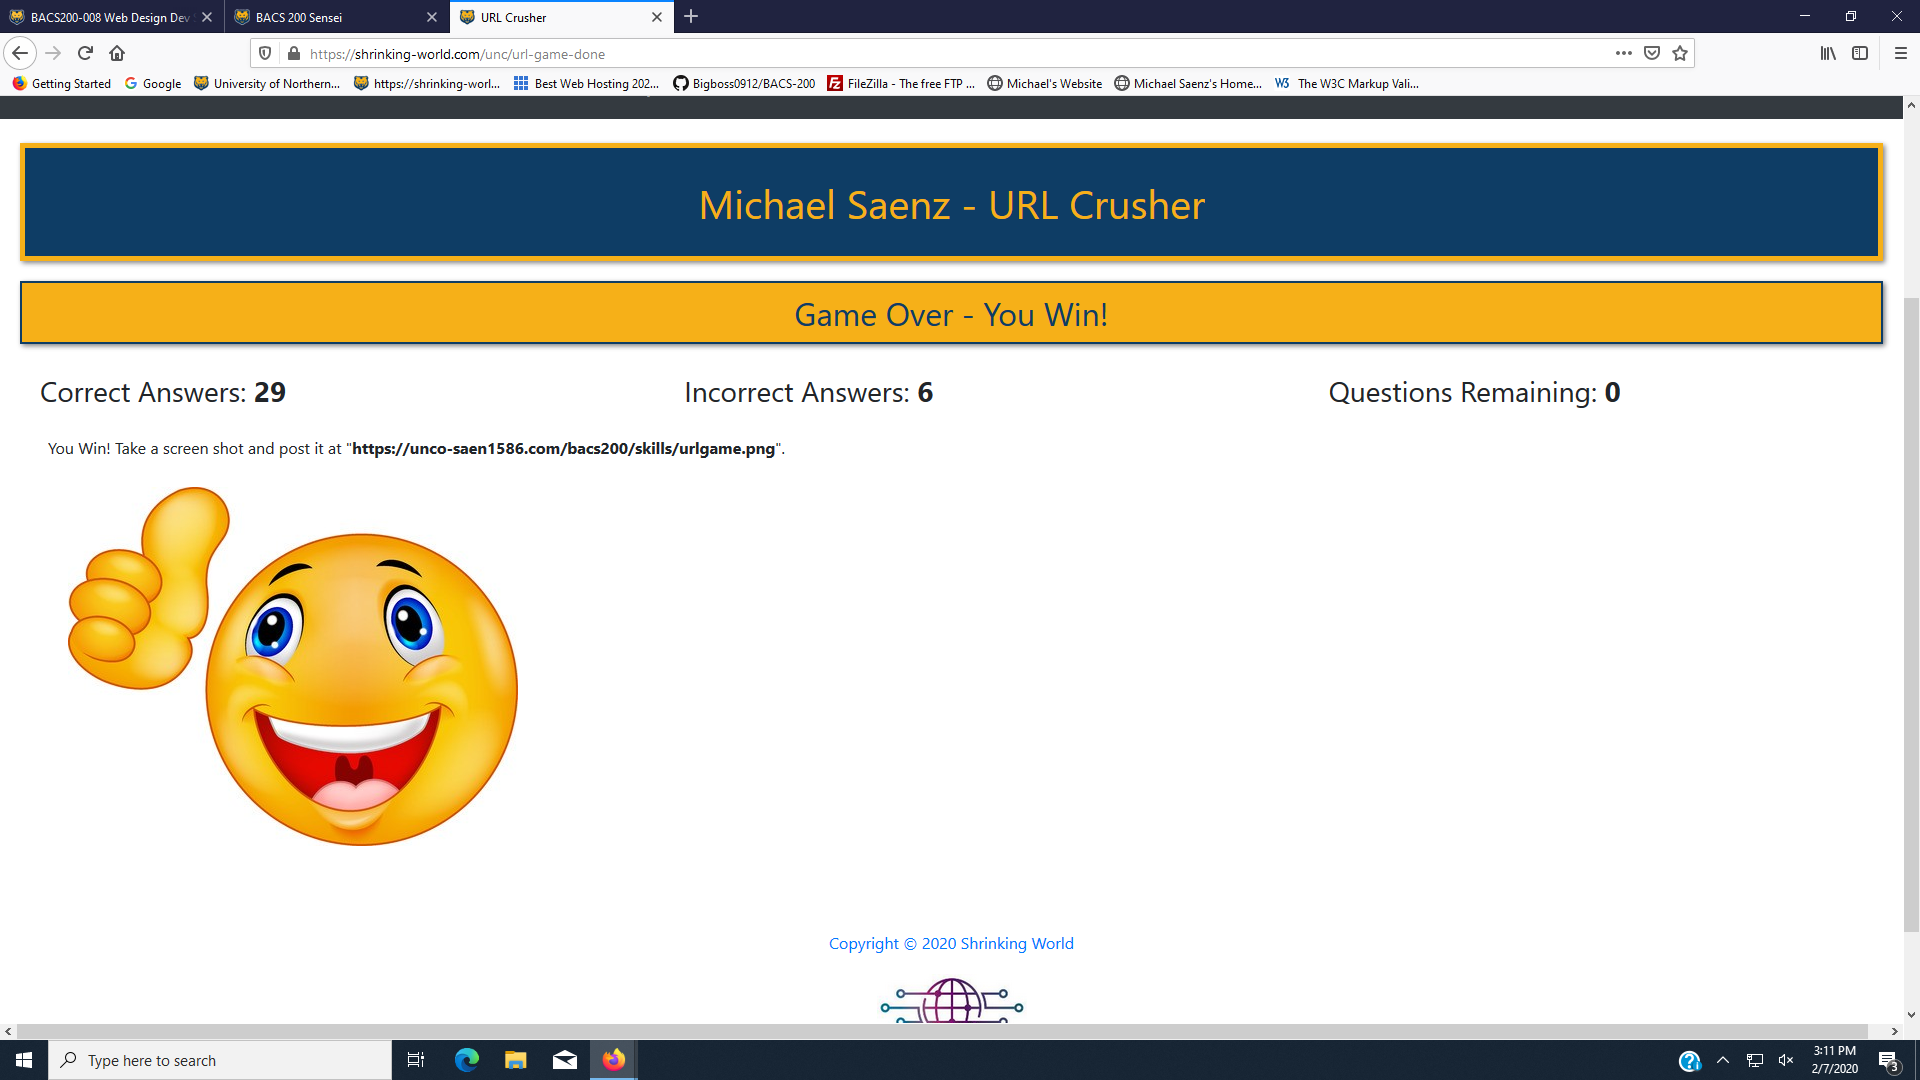 BACS200-008 Web Design Dev
BACS 200 Sensei
URL Crusher
https://shrinking-world.com/unc/url-game-done
Getting Started
Google
University of Northern...
https://shrinking-worl...
Best Web Hosting 202...
Bigboss0912/BACS-200
FileZilla - The free FTP ...
Michael's Website
Michael Saenz's Home...
The W3C Markup Vali...
Michael Saenz - URL Crusher
Game Over - You Win!
Correct Answers: 29
Incorrect Answers: 6
Questions Remaining: 0
You Win! Take a screen shot and post it at "https://unco-saen1586.com/bacs200/skills/urlgame.png".
Copyright © 2020 Shrinking World
Type here to search
3:11 PM
2/7/2020
3